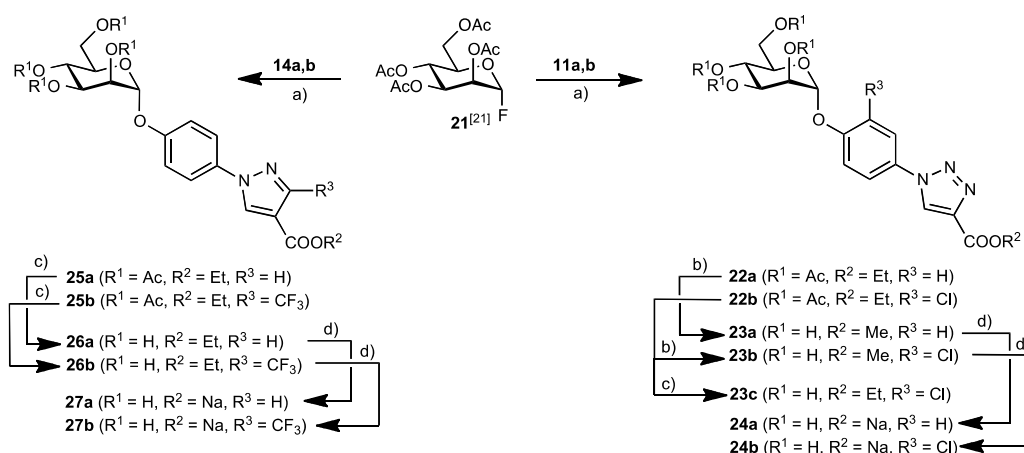 OR¹
OR¹
R¹O
R¹O
O
O
N
N
R³
COOR²
14a,b
a)
OAc
OAc
AcO
AcO
O
F
21[21]
11a,b
a)
OR¹
OR¹
R¹O
R¹O
O
R³
O
N
N
N
COOR²
c)
25a (R¹ = Ac, R² = Et, R³ = H)
c)
25b (R¹ = Ac, R² = Et, R³ = CF₃)
26a (R¹ = H, R² = Et, R³ = H)
d)
26b (R¹ = H, R² = Et, R³ = CF₃)
d)
27a (R¹ = H, R² = Na, R³ = H)
27b (R¹ = H, R² = Na, R³ = CF₃)
b)
22a (R¹ = Ac, R² = Et, R³ = H)
22b (R¹ = Ac, R² = Et, R³ = Cl)
23a (R¹ = H, R² = Me, R³ = H)
d)
b)
23b (R¹ = H, R² = Me, R³ = Cl)
d
c)
23c (R¹ = H, R² = Et, R³ = Cl)
24a (R¹ = H, R² = Na, R³ = H)
24b (R¹ = H, R² = Na, R³ = Cl)